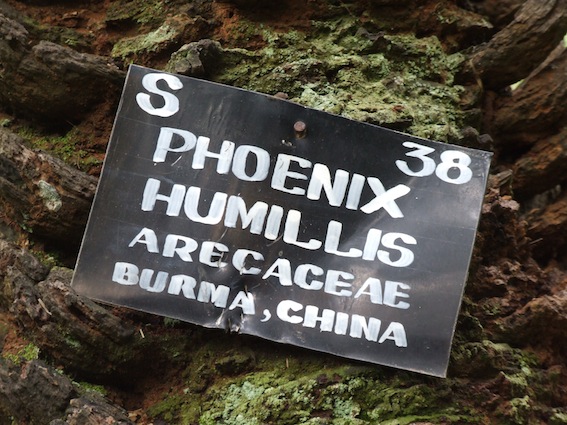 S 38
PHOENIX
HUMILLIS
ARECACEAE
BURMA, CHINA